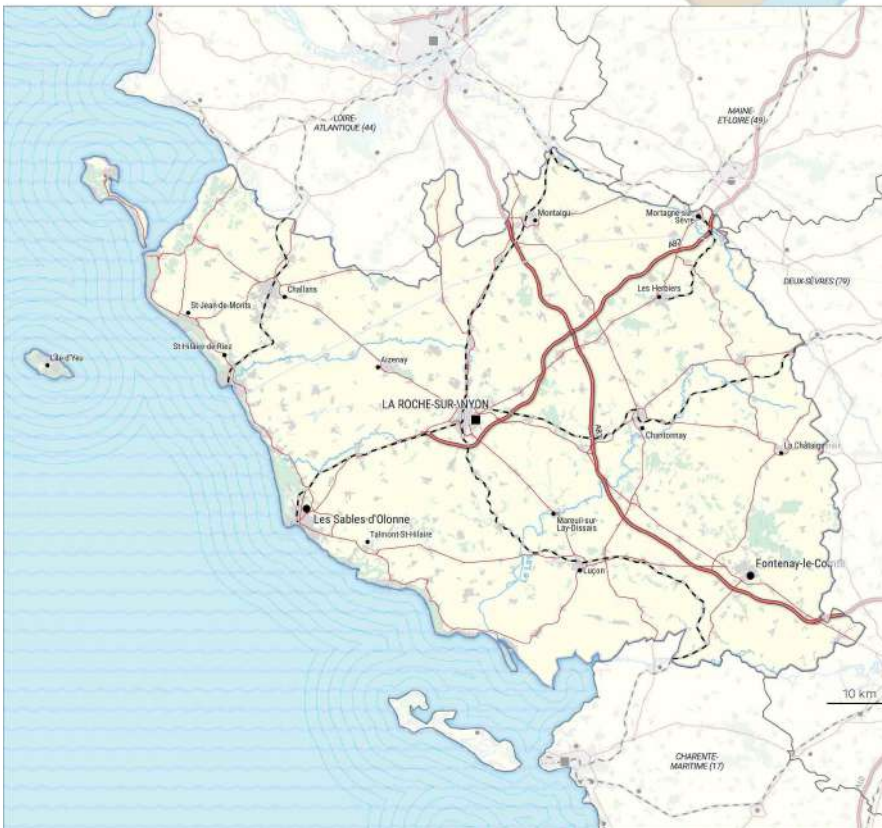 LOIRE-
ATLANTIQUE (44)
MAINE-
ET-LOIRE (49)
Montaigu
Mortagne-sur-
Sèvre
A87
DEUX-SÈVRES (79)
Challans
Les Herbiers
St-Jean-de-Monts
St-Hilaire-de-Riez
L'Île-d'Yeu
Aizenay
LA ROCHE-SUR-YON
A83
Chantonnay
La Châtaigneraie
Les Sables-d'Olonne
Mareuil-sur-
Lay-Dissais
Talmont-St-Hilaire
Luçon
Fontenay-le-Comte
10 km
CHARENTE-
MARITIME (17)
A10